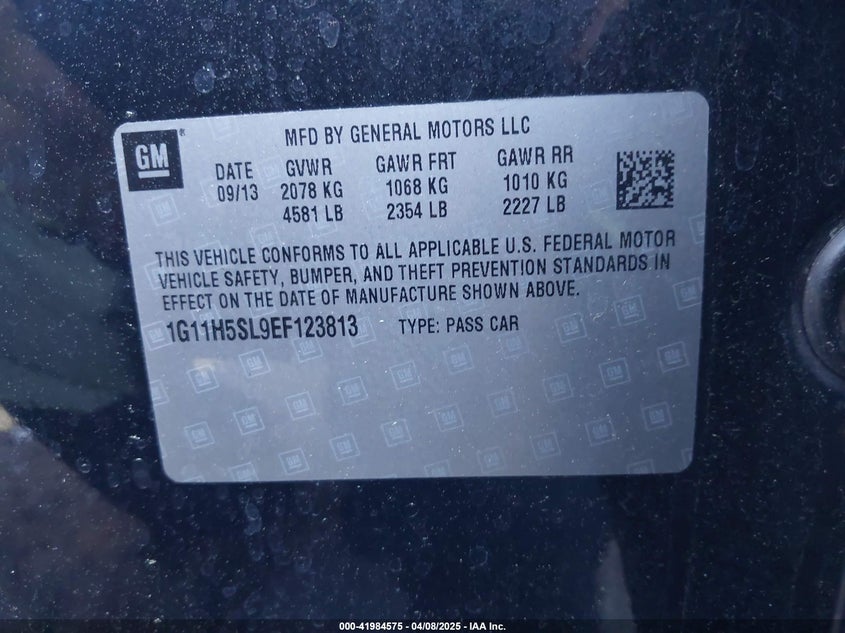 GM®
MFD BY GENERAL MOTORS LLC
DATE GVWR GAWR FRT GAWR RR
09/13 2078 KG 1068 KG 1010 KG
4581 LB 2354 LB 2227 LB
THIS VEHICLE CONFORMS TO ALL APPLICABLE U.S. FEDERAL MOTOR
VEHICLE SAFETY, BUMPER, AND THEFT PREVENTION STANDARDS IN
EFFECT ON THE DATE OF MANUFACTURE SHOWN ABOVE.
1G11H5SL9EF123813 TYPE: PASS CAR
000-41984575 - 04/08/2025 - IAA Inc.